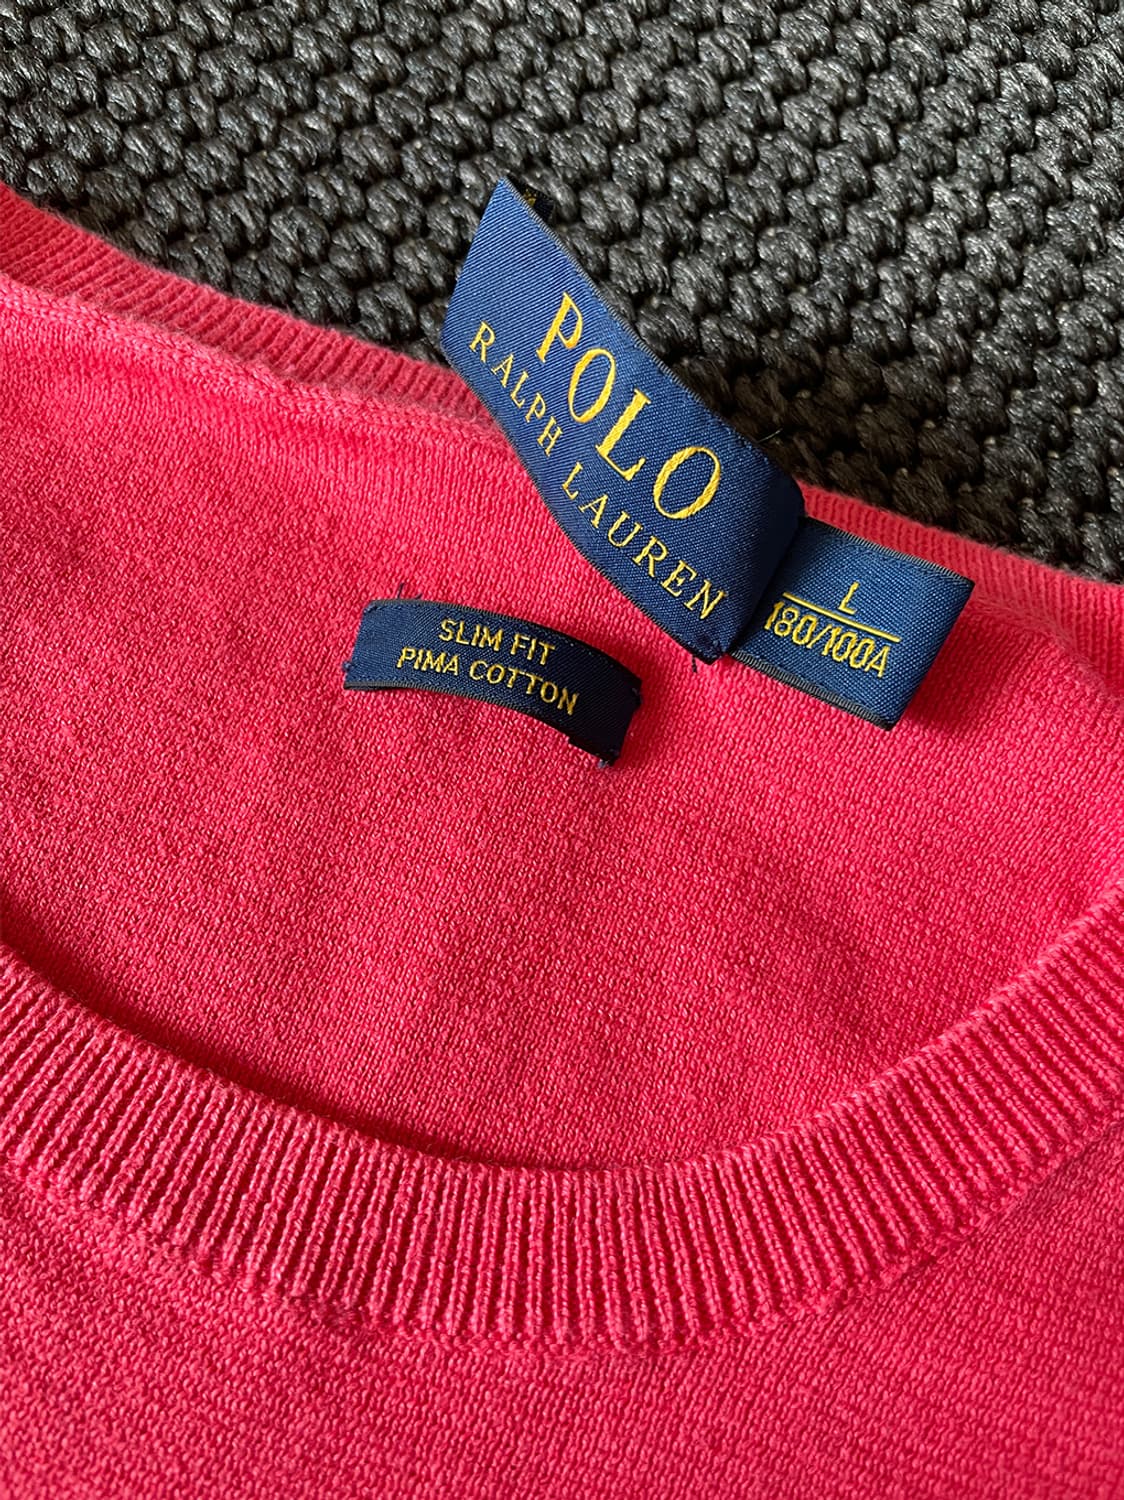 POLO
RALPH LAUREN
L
180/100A
SLIM FIT
PIMA COTTON